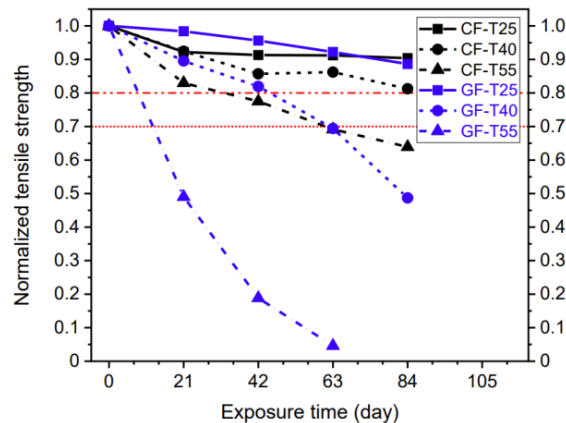 Normalized tensile strength
1.0
0.9
0.8
0.7
0.6
0.5
0.4
0.3
0.2
0.1
0
CF-T25
CF-T40
CF-T55
GF-T25
GF-T40
GF-T55
1.0
0.9
0.8
0.7
0.6
0.5
0.4
0.3
0.2
0.1
0
0 21 42 63 84 105
Exposure time (day)